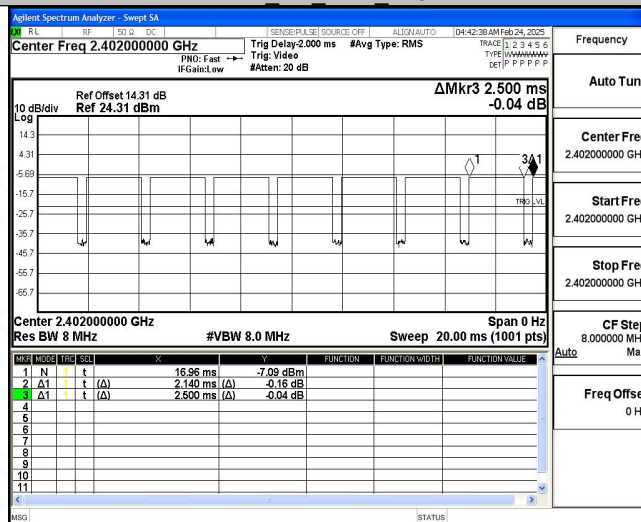 Agilent Spectrum Analyzer - Swept SA
RL RF 50 Ω DC SENSE:PULSE SOURCE OFF ALIGNAUTO 04:42:38 AM Feb 24, 2025
Center Freq 2.402000000 GHz
PNO: Fast
IFGain:Low
Trig Delay-2.000 ms #Avg Type: RMS
Trig: Video
#Atten: 20 dB
TRACE 1 2 3 4 5 6
TYPE
DET P P P P P P
Ref Offset 14.31 dB
ΔMkr3 2.500 ms
10 dB/div Ref 24.31 dBm -0.04 dB
Log
14.3
4.31
-5.69
-15.7
-25.7
-35.7
-45.7
-55.7
-65.7
1
3Δ1
TRIG LVL
Center 2.402000000 GHz Span 0 Hz
Res BW 8 MHz #VBW 8.0 MHz Sweep 20.00 ms (1001 pts)
MKR MODE TRC SCL X Y FUNCTION FUNCTION WIDTH FUNCTION VALUE
1 N 1 t 16.96 ms -7.09 dBm
2 Δ1 1 t (Δ) 2.140 ms (Δ) -0.16 dB
3 Δ1 1 t (Δ) 2.500 ms (Δ) -0.04 dB
4
5
6
7
8
9
10
11
MSG STATUS
Frequency
Auto Tun
Center Fre
2.402000000 GH
Start Fre
2.402000000 GH
Stop Fre
2.402000000 GH
CF Step
8.000000 MH
Auto Ma
Freq Offse
0 H